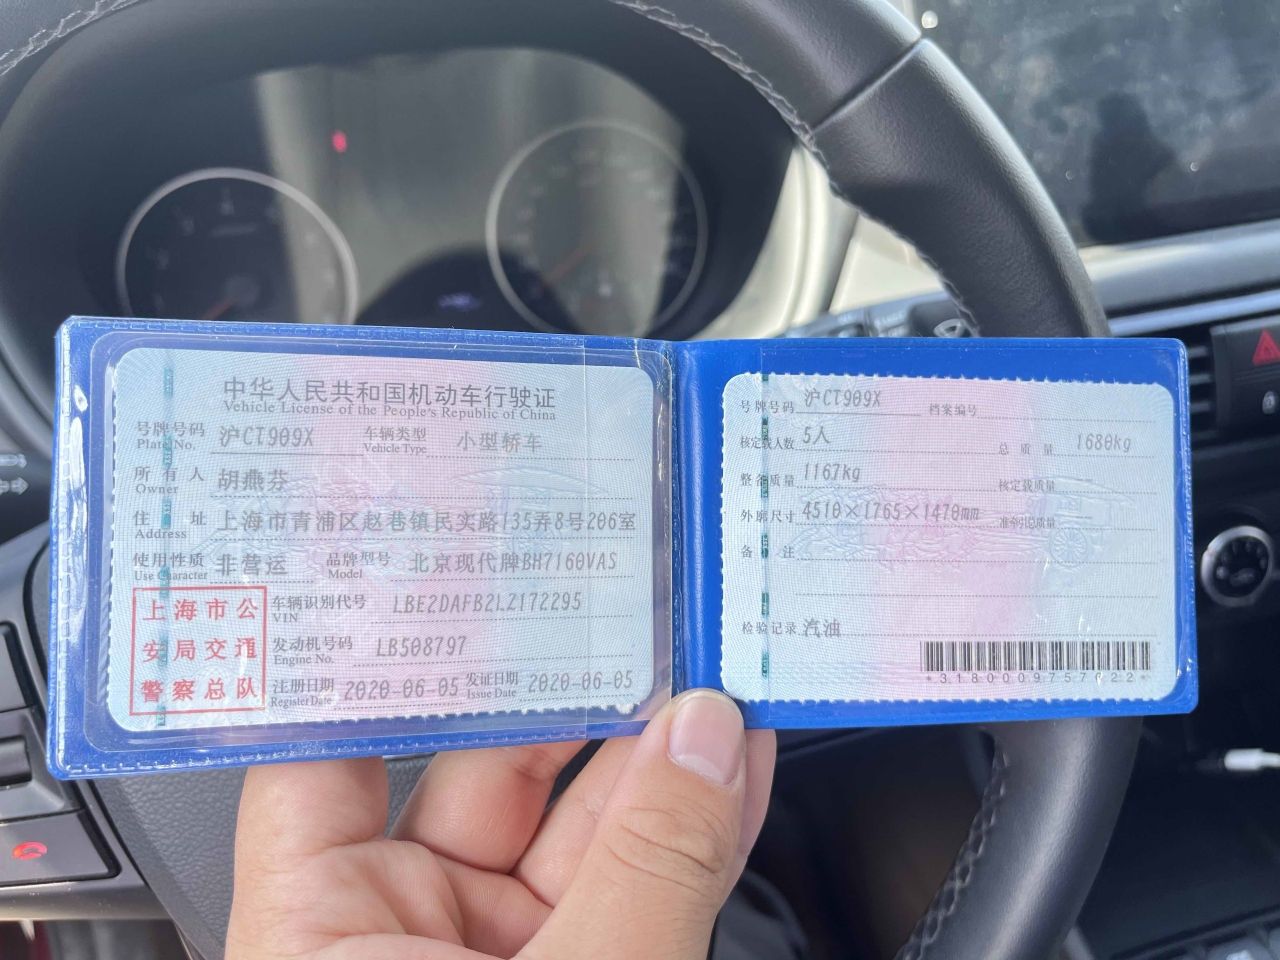 中华人民共和国机动车行驶证
Vehicle License of the People's Republic of China
号牌号码 沪CT909X 车辆类型 小型轿车
Plate No. Vehicle Type
所有人 胡燕芬
Owner
住址 上海市青浦区赵巷镇民实路135弄8号206室
Address
使用性质 非营运 品牌型号 北京现代牌BH7160VAS
Use Character Model
上海市公
安局交通
警察总队
车辆识别代号 LBE2DAFB2LZ172295
VIN
发动机号码 LB508797
Engine No.
注册日期 2020-06-05 发证日期 2020-06-05
Register Date Issue Date
号牌号码 沪CT909X 档案编号
核定载人数 5人 总质量 1680kg
整备质量 1167kg 核定载质量 --
外廓尺寸 4510×1765×1470mm 准牵引总质量 --
备注
检验记录 汽油
*3180009757622*